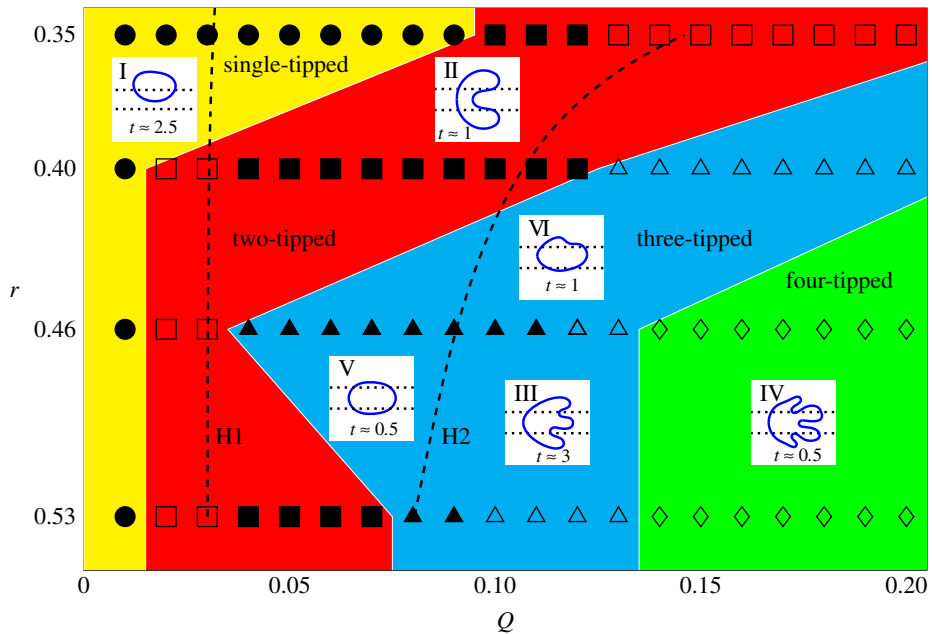 0.35
single-tipped
I
t ≈ 2.5
II
t ≈ 1
0.40
two-tipped
VI
t ≈ 1
three-tipped
four-tipped
r
0.46
V
t ≈ 0.5
III
t ≈ 3
IV
t ≈ 0.5
H1
H2
0.53
0
0.05
0.10
0.15
0.20
Q